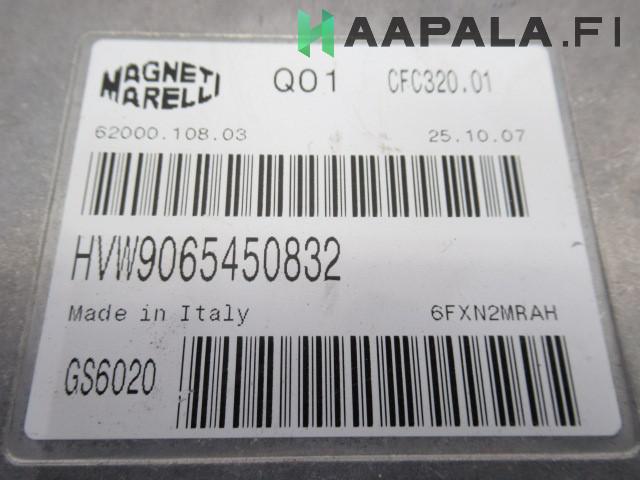 HAAPALA.FI
MAGNETI MARELLI
Q01 CFC320.01
62000.108.03 25.10.07
HVW9065450832
Made in Italy 6FXN2MRAH
GS6020